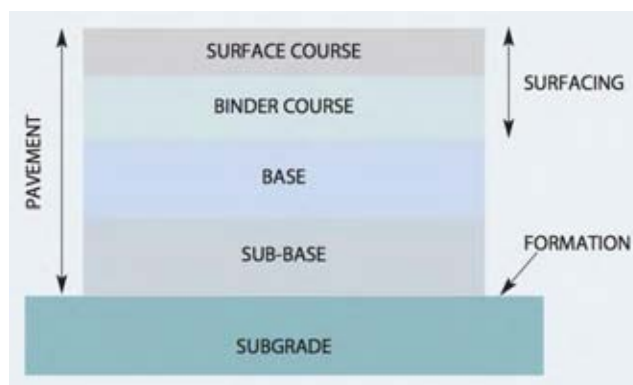 SURFACE COURSE
SURFACING
BINDER COURSE
PAVEMENT
BASE
FORMATION
SUB-BASE
SUBGRADE